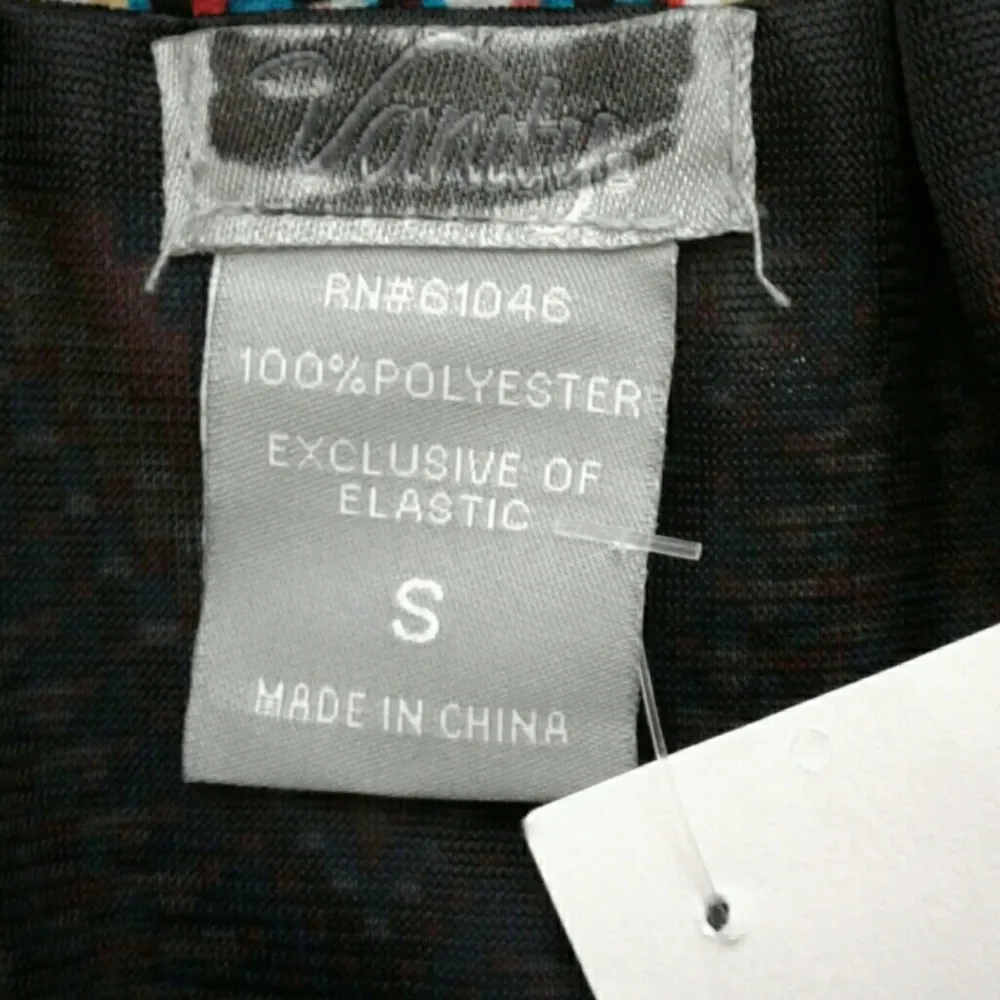 Vanity
RN#61046
100%POLYESTER
EXCLUSIVE OF
ELASTIC
S
MADE IN CHINA